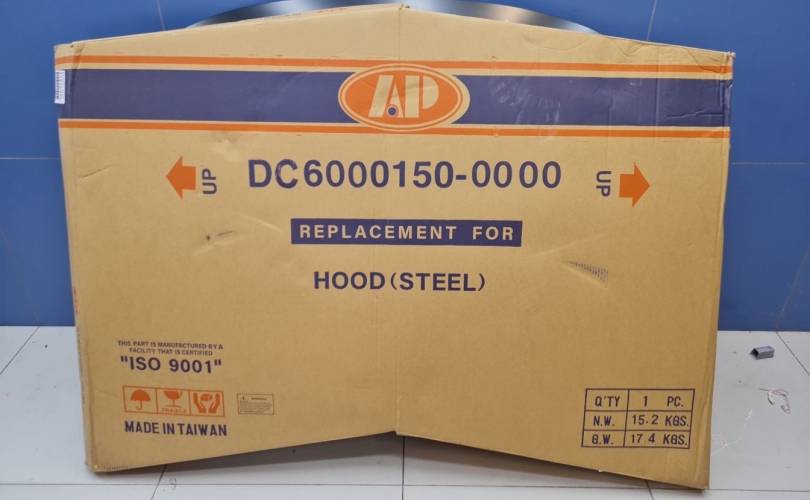 AP
UP DC6000150-0000 UP
REPLACEMENT FOR
HOOD (STEEL)
THIS PART IS MANUFACTURED BY A
FACILITY THAT IS CERTIFIED
"ISO 9001"
FRAGILE
MADE IN TAIWAN
Q'TY 1 PC.
N.W. 15.2 KGS.
G.W. 17.4 KGS.